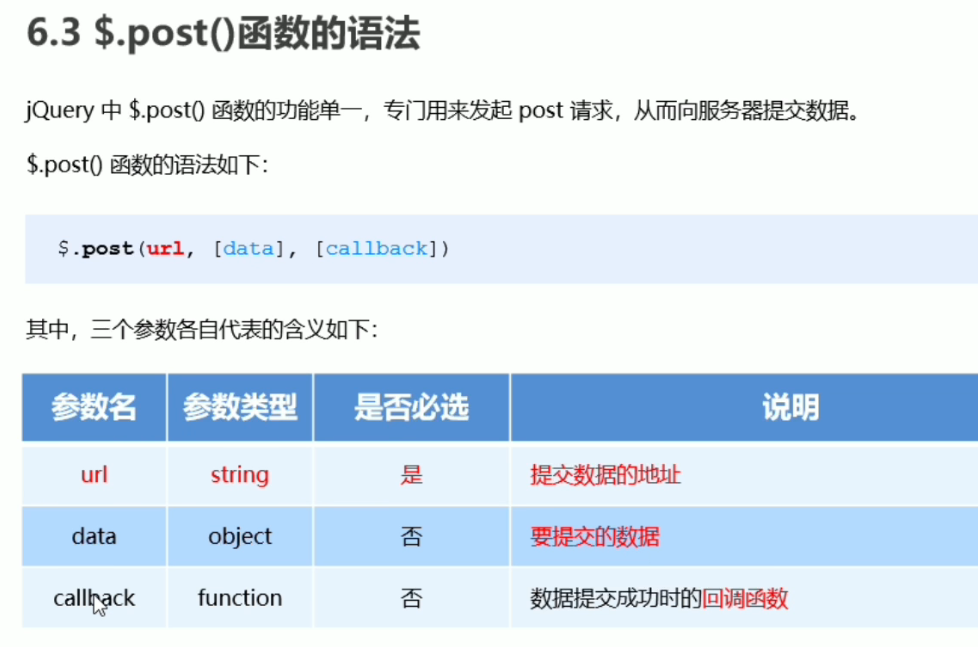 6.3 $.post()函数的语法
jQuery 中 $.post() 函数的功能单一，专门用来发起 post 请求，从而向服务器提交数据。
$.post() 函数的语法如下：
$.post(url, [data], [callback])
其中，三个参数各自代表的含义如下：
参数名 参数类型 是否必选 说明
url string 是 提交数据的地址
data object 否 要提交的数据
callback function 否 数据提交成功时的回调函数